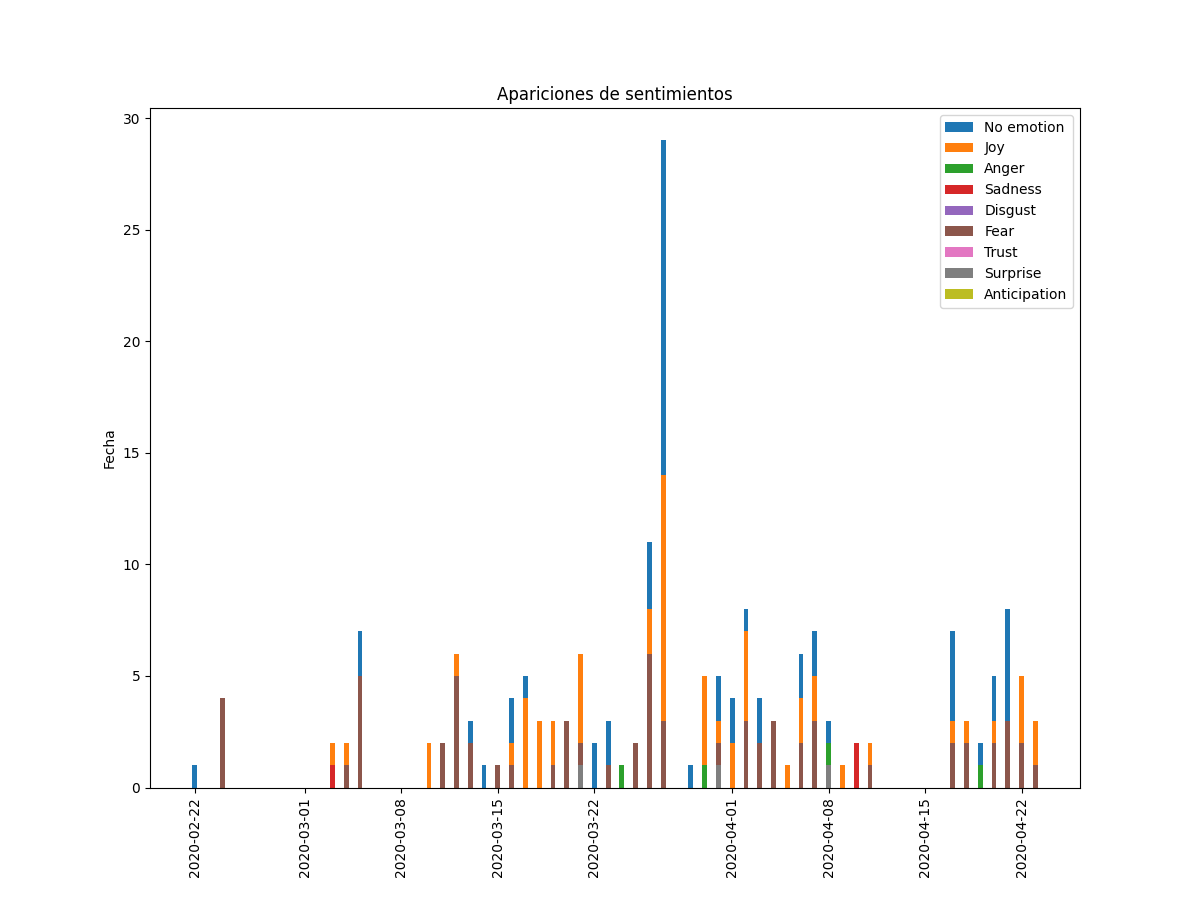 Apariciones de sentimientos
30
25
20
15
10
5
0
Fecha
No emotion
Joy
Anger
Sadness
Disgust
Fear
Trust
Surprise
Anticipation
2020-02-22
2020-03-01
2020-03-08
2020-03-15
2020-03-22
2020-04-01
2020-04-08
2020-04-15
2020-04-22